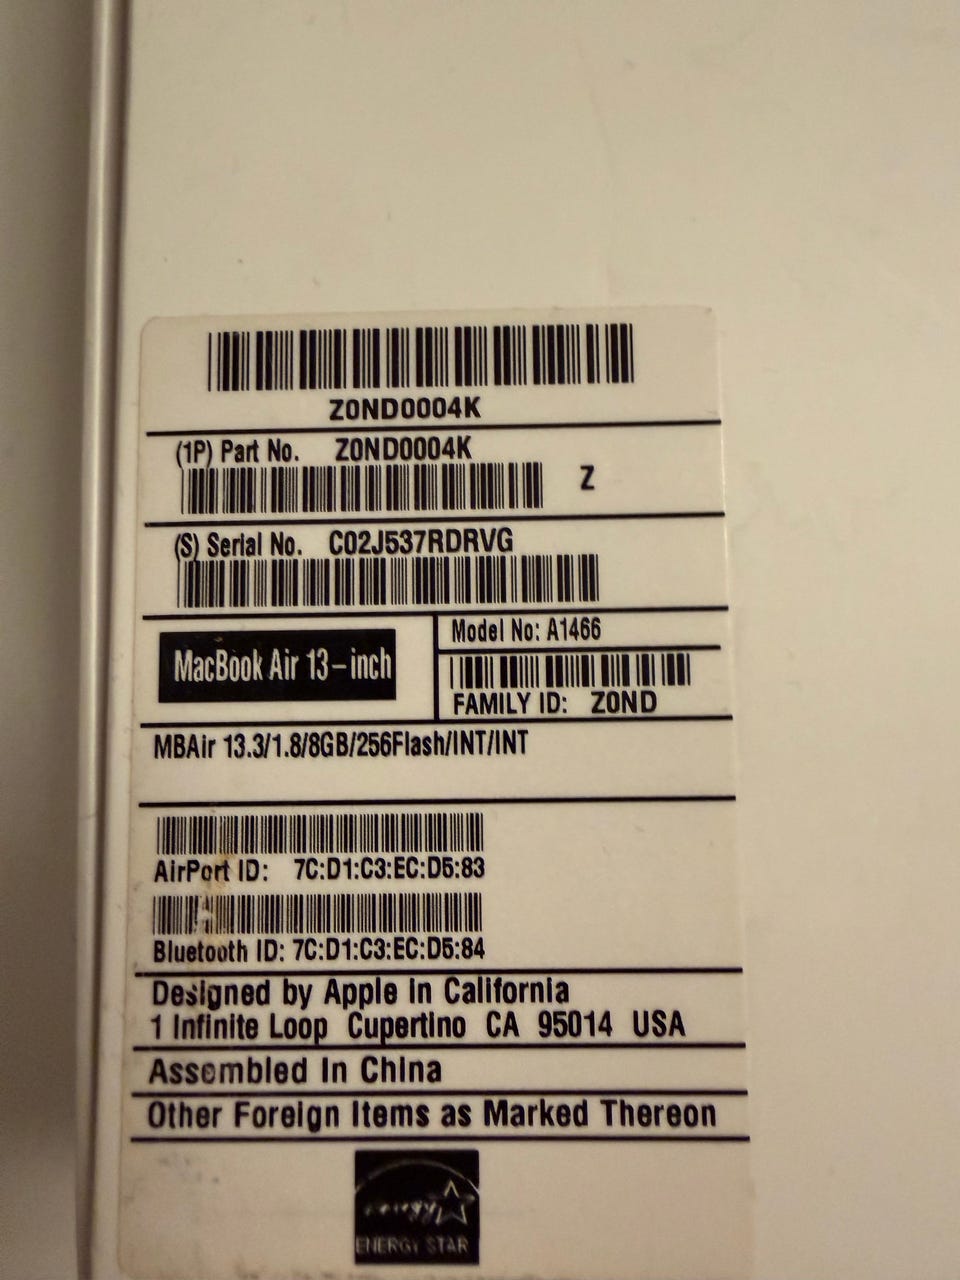 Z0ND0004K
(1P) Part No. Z0ND0004K
Z
(S) Serial No. C02J537RDRVG
MacBook Air 13-inch
Model No: A1466
FAMILY ID: Z0ND
MBAir 13.3/1.8/8GB/256Flash/INT/INT
AirPort ID: 7C:D1:C3:EC:D5:83
Bluetooth ID: 7C:D1:C3:EC:D5:84
Designed by Apple in California
1 Infinite Loop Cupertino CA 95014 USA
Assembled In China
Other Foreign Items as Marked Thereon
ENERGY STAR